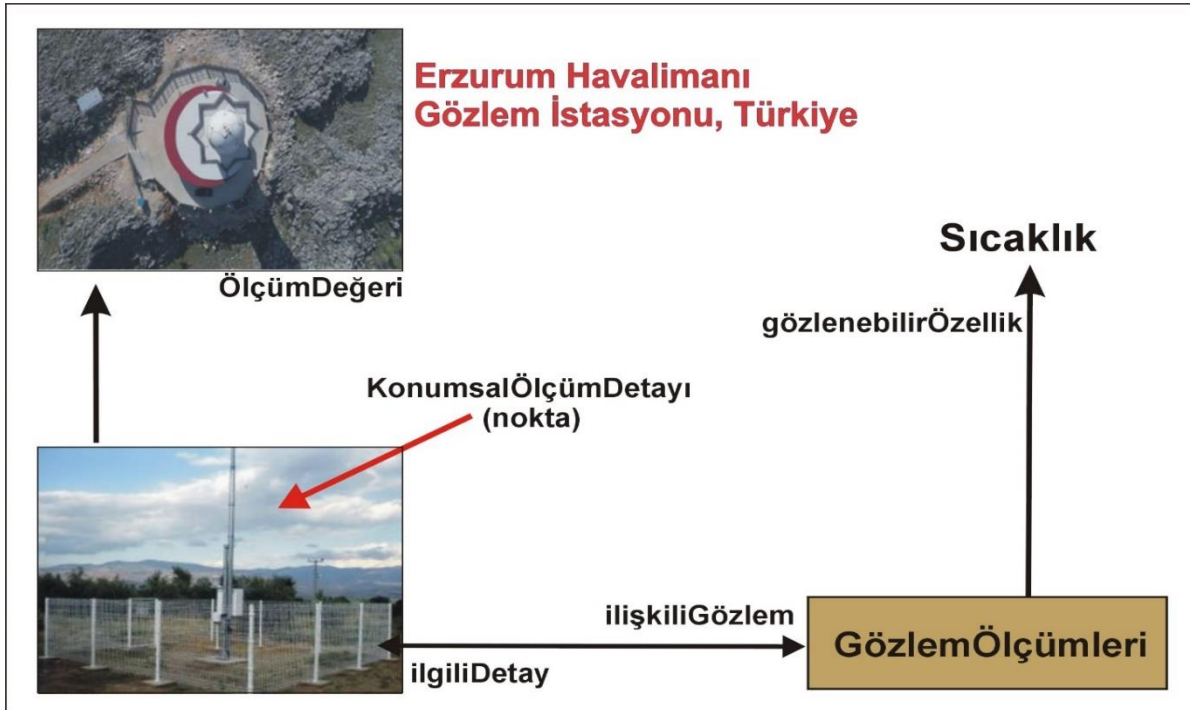 Erzurum Havalimanı
Gözlem İstasyonu, Türkiye
ÖlçümDeğeri
Sıcaklık
gözlenebilirÖzellik
KonumsalÖlçümDetayı
(nokta)
ilişkiliGözlem
ilgiliDetay
GözlemÖlçümleri